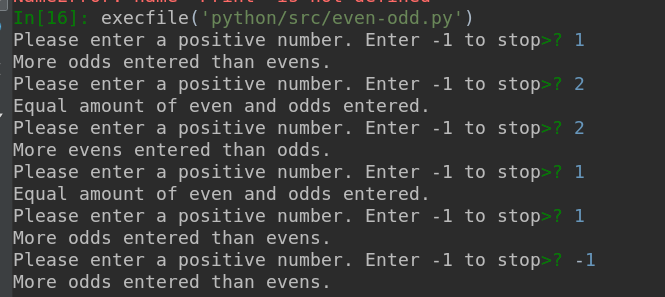 In[16]: execfile('python/src/even-odd.py')
Please enter a positive number. Enter -1 to stop>? 1
More odds entered than evens.
Please enter a positive number. Enter -1 to stop>? 2
Equal amount of even and odds entered.
Please enter a positive number. Enter -1 to stop>? 2
More evens entered than odds.
Please enter a positive number. Enter -1 to stop>? 1
Equal amount of even and odds entered.
Please enter a positive number. Enter -1 to stop>? 1
More odds entered than evens.
Please enter a positive number. Enter -1 to stop>? -1
More odds entered than evens.